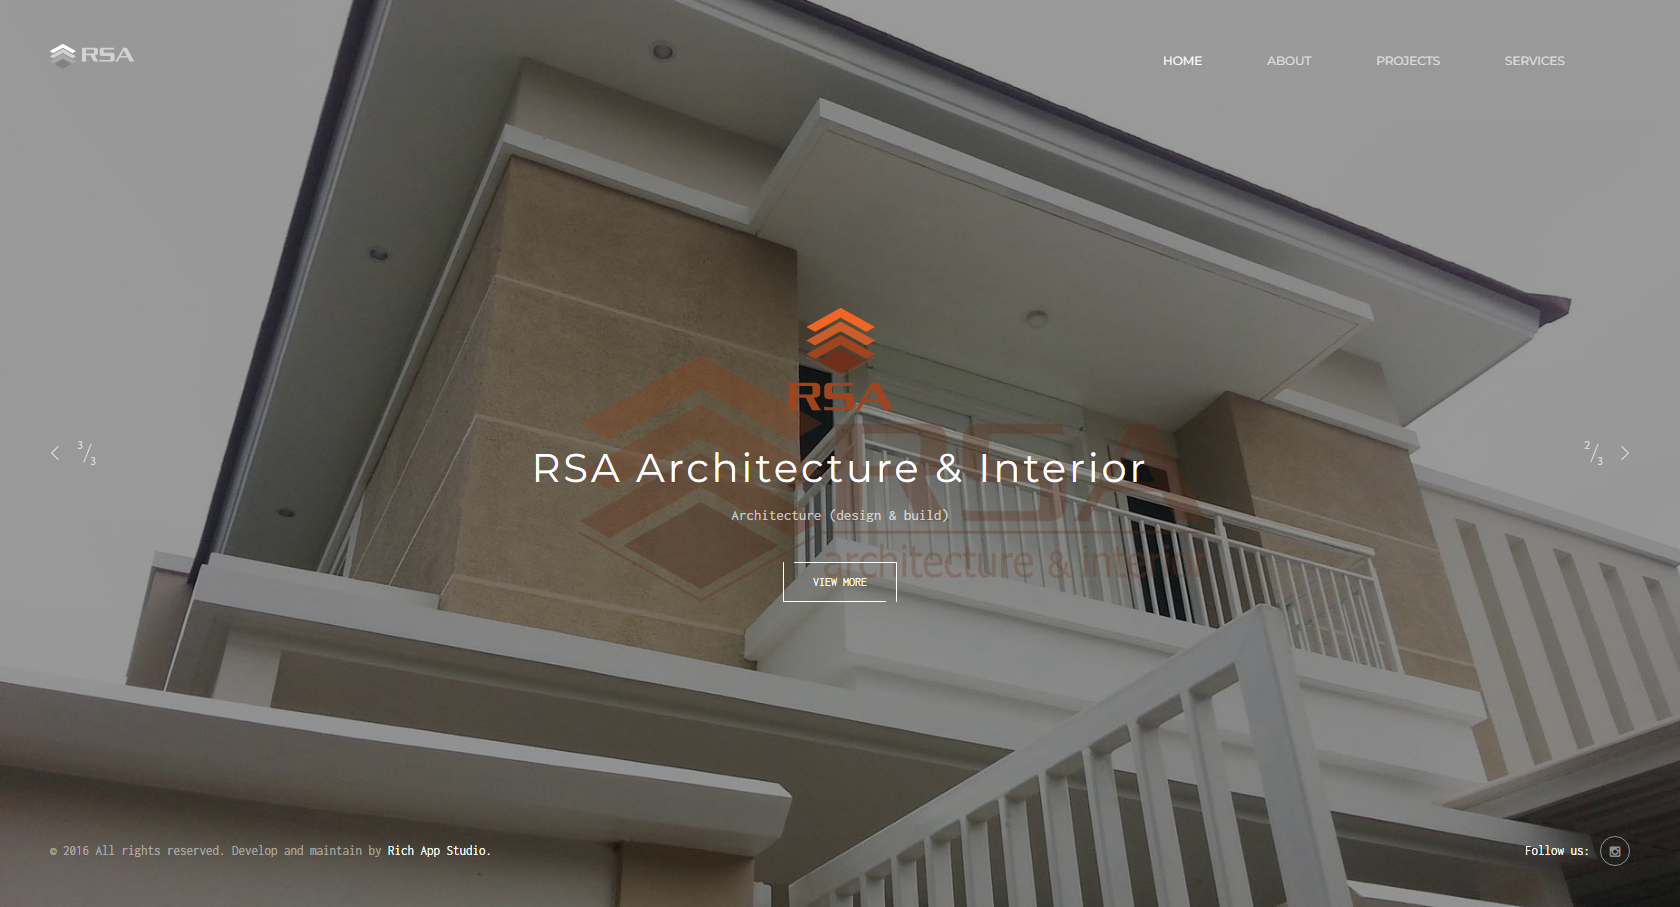 RSA
HOME
ABOUT
PROJECTS
SERVICES
RSA
RSA
RSA Architecture & Interior
Architecture (design & build)
architecture & interior
VIEW MORE
3/3
2/3
© 2016 All rights reserved. Develop and maintain by Rich App Studio.
Follow us: